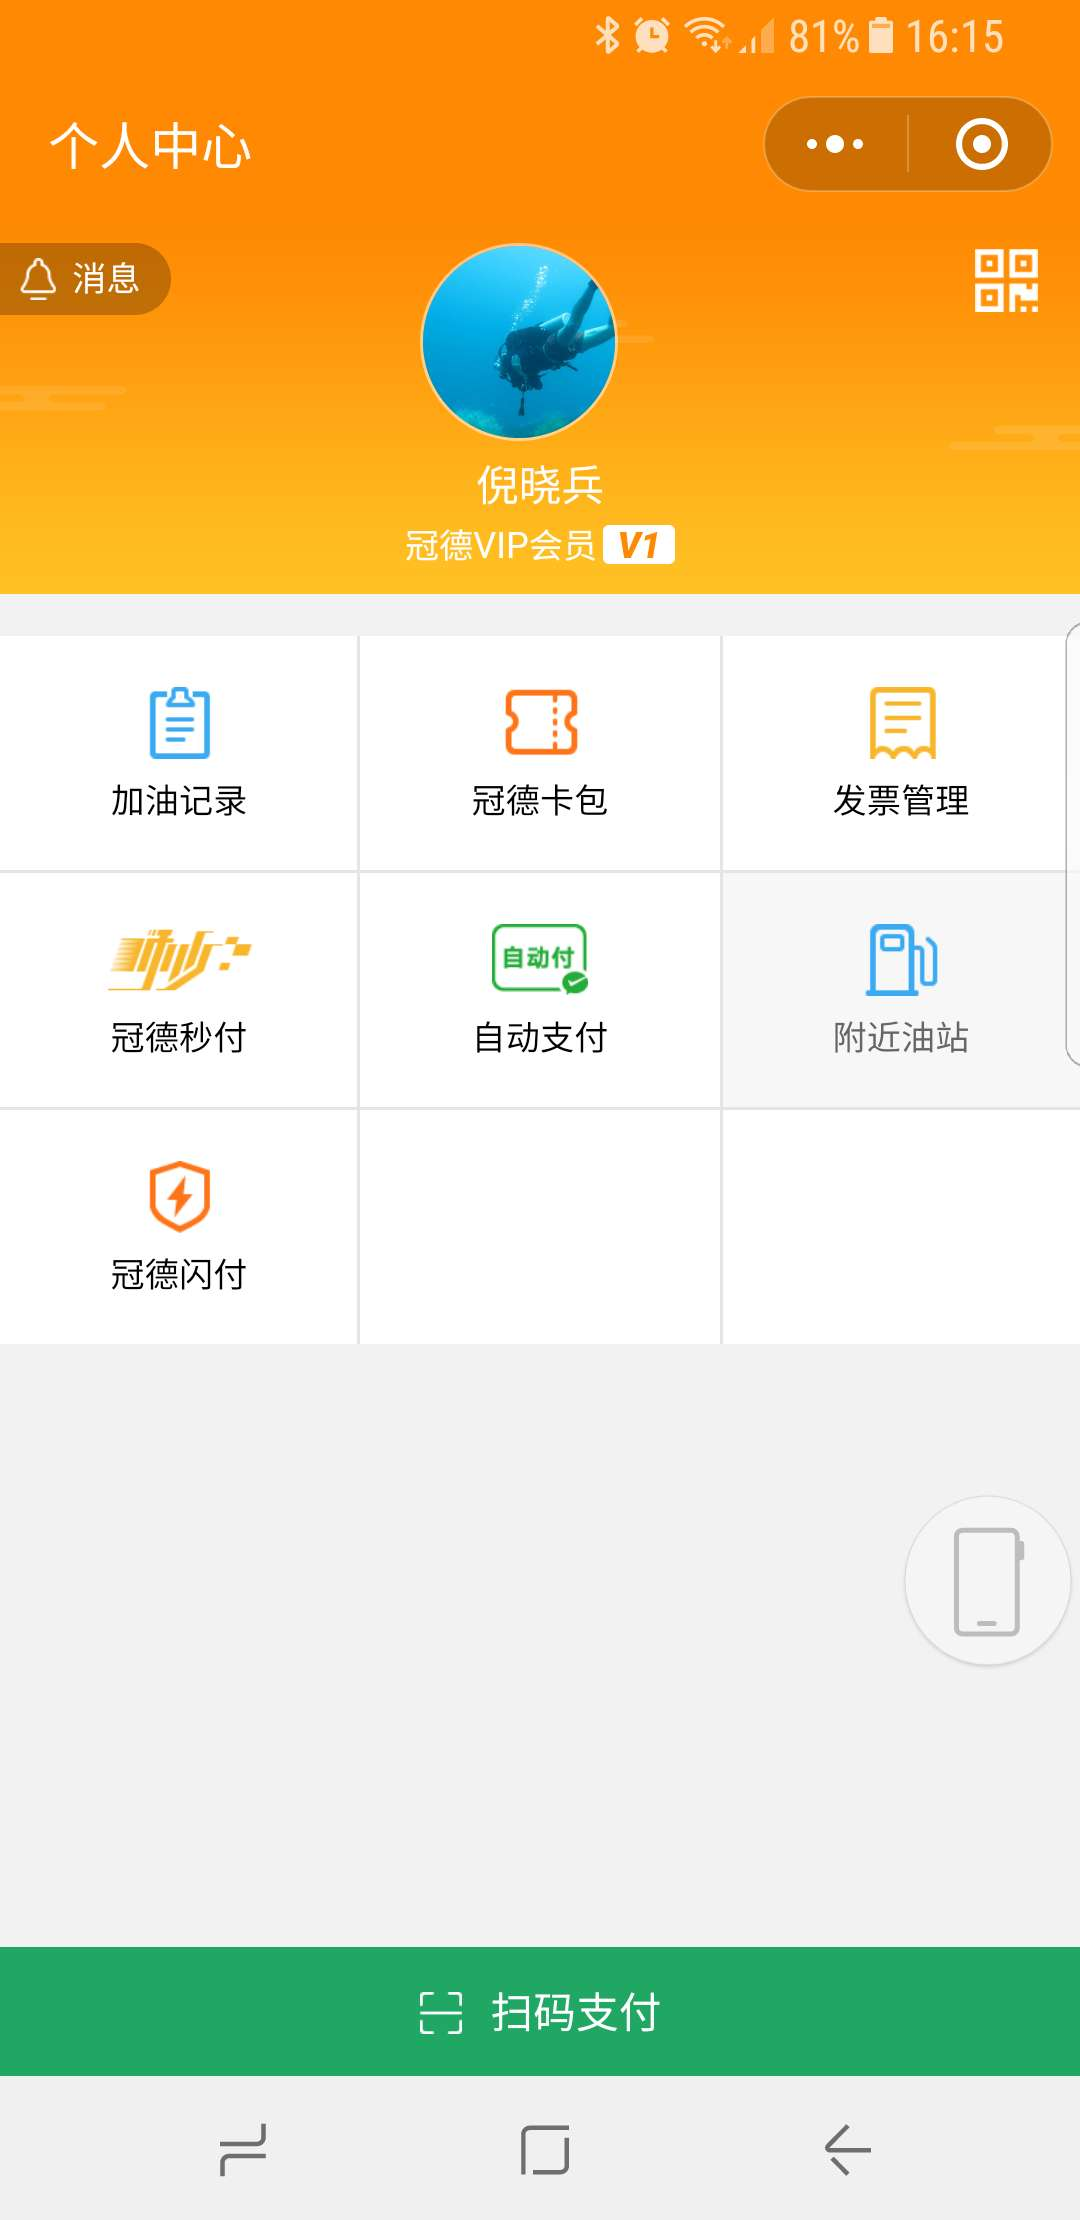 81% 16:15
个人中心
消息
倪晓兵
冠德VIP会员 V1
加油记录
冠德卡包
发票管理
秒
自动付
冠德秒付
自动支付
附近油站
冠德闪付
扫码支付